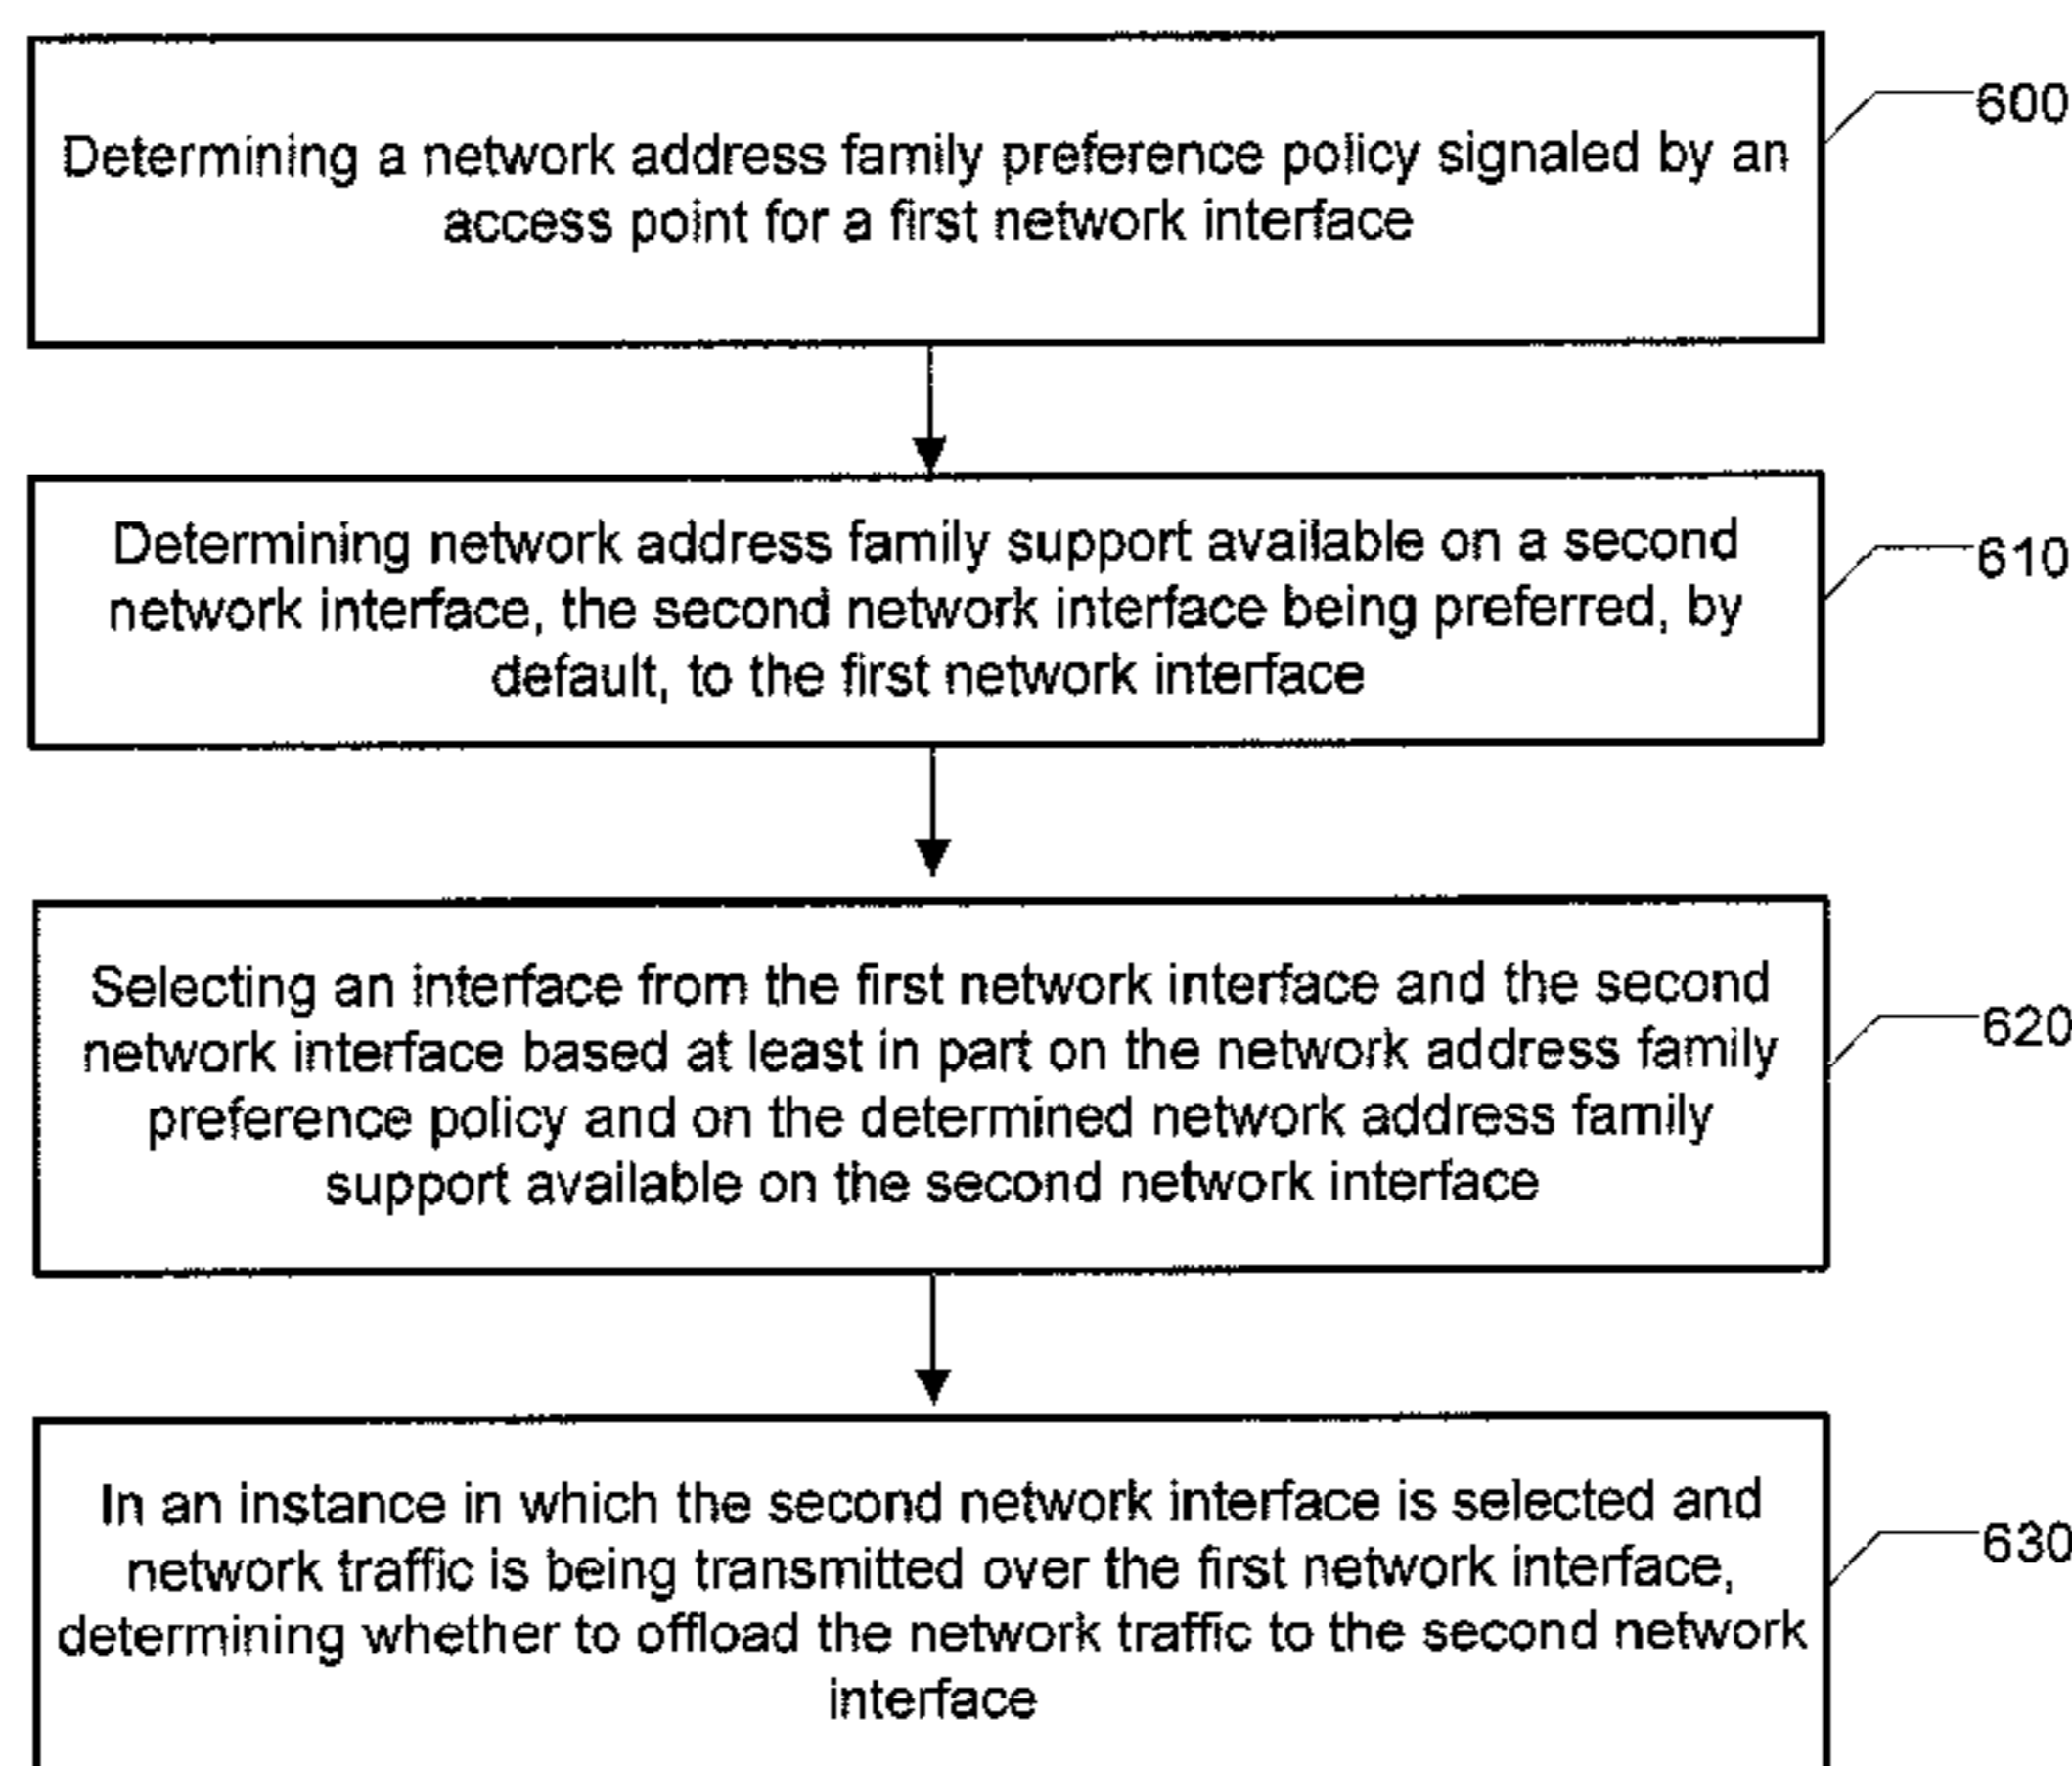 Determining a network address family preference policy signaled by an
access point for a first network interface
600
Determining network address family support available on a second
network interface, the second network interface being preferred, by
default, to the first network interface
610
Selecting an interface from the first network interface and the second
network interface based at least in part on the network address family
preference policy and on the determined network address family
support available on the second network interface
620
In an instance in which the second network interface is selected and
network traffic is being transmitted over the first network interface,
determining whether to offload the network traffic to the second network
interface
630